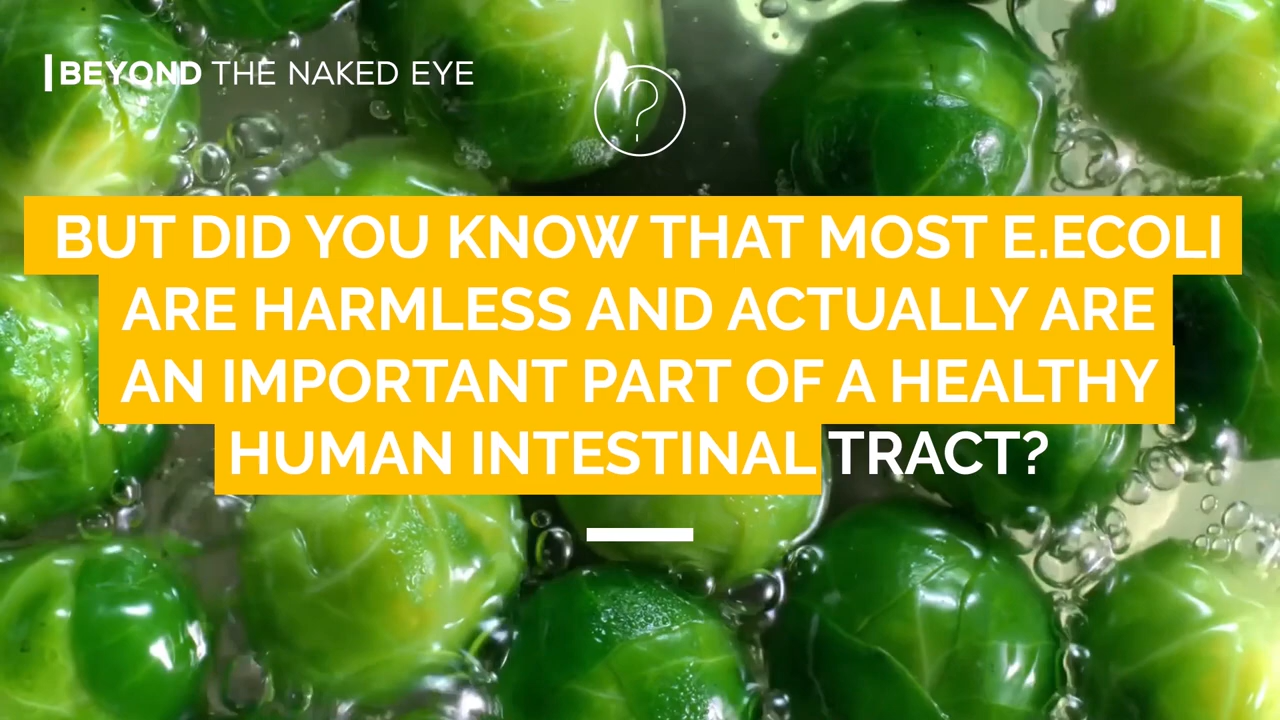 BEYOND THE NAKED EYE
?
BUT DID YOU KNOW THAT MOST E.ECOLI
ARE HARMLESS AND ACTUALLY ARE
AN IMPORTANT PART OF A HEALTHY
HUMAN INTESTINAL TRACT?